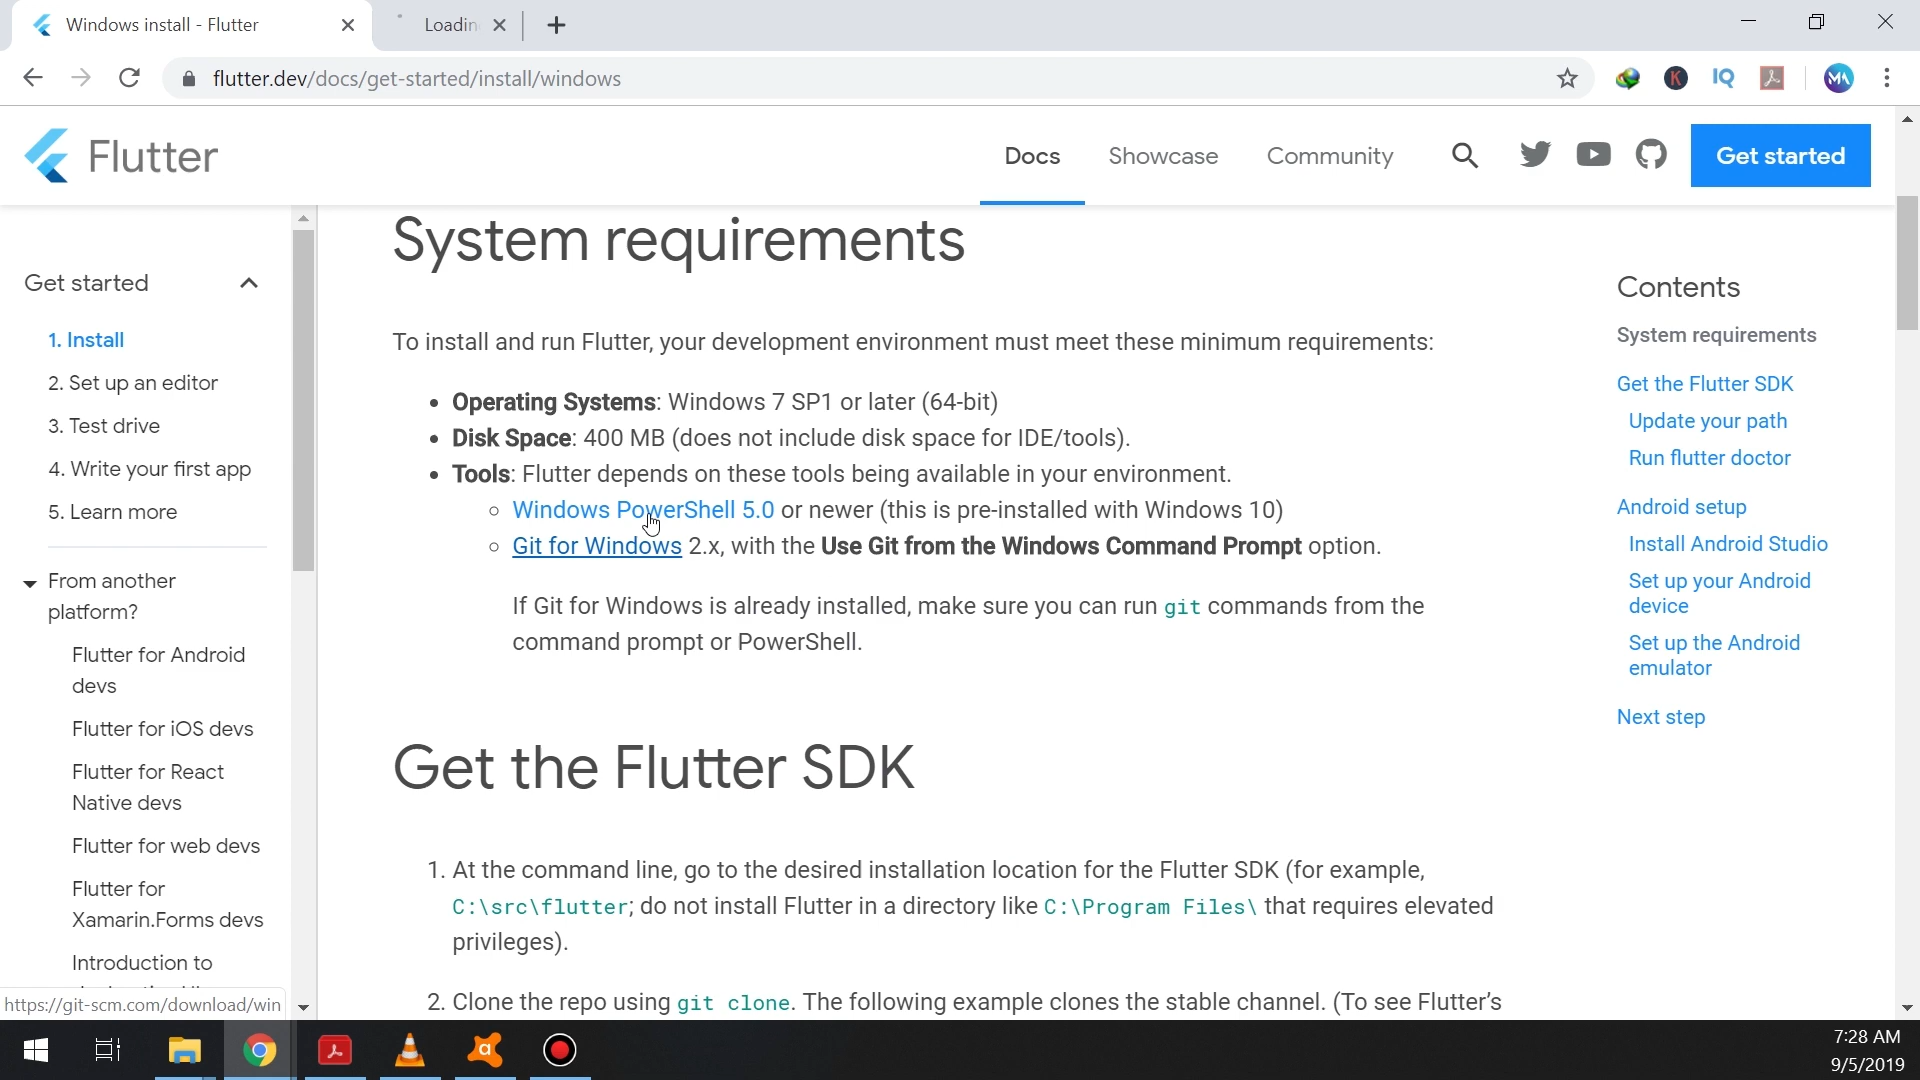 Windows install - Flutter
Loadin
flutter.dev/docs/get-started/install/windows
K
IQ
MA
Flutter
Docs
Showcase
Community
Get started
Get started
1. Install
2. Set up an editor
3. Test drive
4. Write your first app
5. Learn more
From another
platform?
Flutter for Android
devs
Flutter for iOS devs
Flutter for React
Native devs
Flutter for web devs
Flutter for
Xamarin.Forms devs
Introduction to
System requirements
To install and run Flutter, your development environment must meet these minimum requirements:
• Operating Systems: Windows 7 SP1 or later (64-bit)
• Disk Space: 400 MB (does not include disk space for IDE/tools).
• Tools: Flutter depends on these tools being available in your environment.
Windows PowerShell 5.0 or newer (this is pre-installed with Windows 10)
Git for Windows 2.x, with the Use Git from the Windows Command Prompt option.
If Git for Windows is already installed, make sure you can run git commands from the
command prompt or PowerShell.
Get the Flutter SDK
1. At the command line, go to the desired installation location for the Flutter SDK (for example,
C:\src\flutter; do not install Flutter in a directory like C:\Program Files\ that requires elevated
privileges).
2. Clone the repo using git clone. The following example clones the stable channel. (To see Flutter's
Contents
System requirements
Get the Flutter SDK
Update your path
Run flutter doctor
Android setup
Install Android Studio
Set up your Android
device
Set up the Android
emulator
Next step
https://git-scm.com/download/win
7:28 AM
9/5/2019